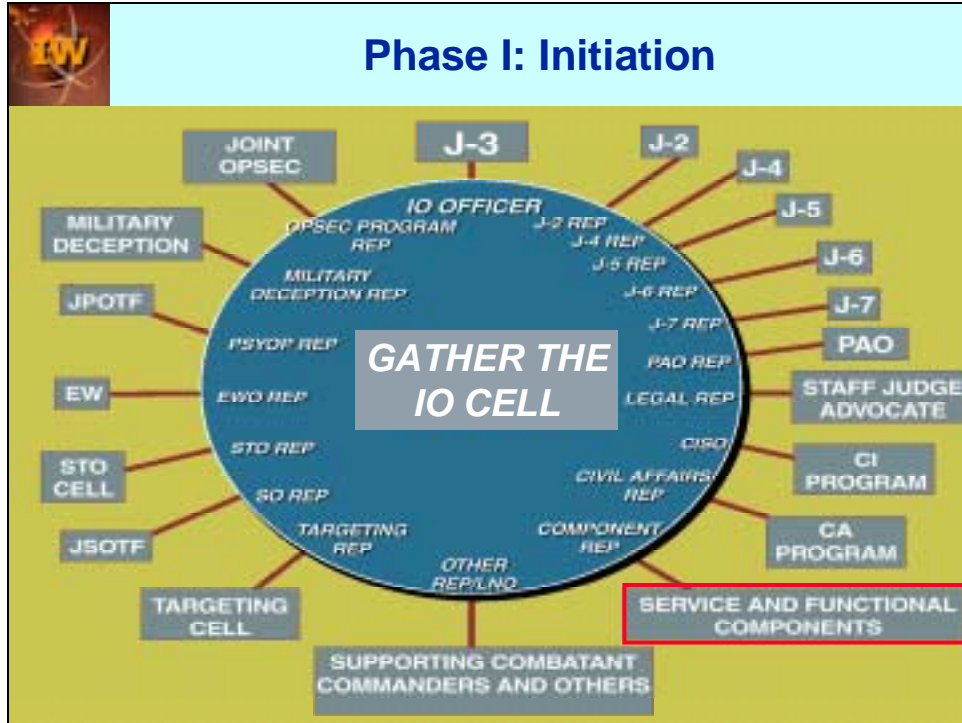 IW
Phase I: Initiation
JOINT
OPSEC
J-3
J-2
J-4
J-5
J-6
J-7
PAO
STAFF JUDGE
ADVOCATE
CI
PROGRAM
CA
PROGRAM
SERVICE AND FUNCTIONAL
COMPONENTS
SUPPORTING COMBATANT
COMMANDERS AND OTHERS
TARGETING
CELL
JSOTF
STO
CELL
EW
JPOTF
MILITARY
DECEPTION
IO OFFICER
OPSEC PROGRAM
REP
J-2 REP
J-4 REP
J-5 REP
J-6 REP
J-7 REP
PAO REP
LEGAL REP
CISO
CIVIL AFFAIRS
REP
COMPONENT
REP
OTHER
REP/LNO
TARGETING
REP
SO REP
STO REP
EWO REP
PSYOP REP
MILITARY
DECEPTION REP
GATHER THE
IO CELL